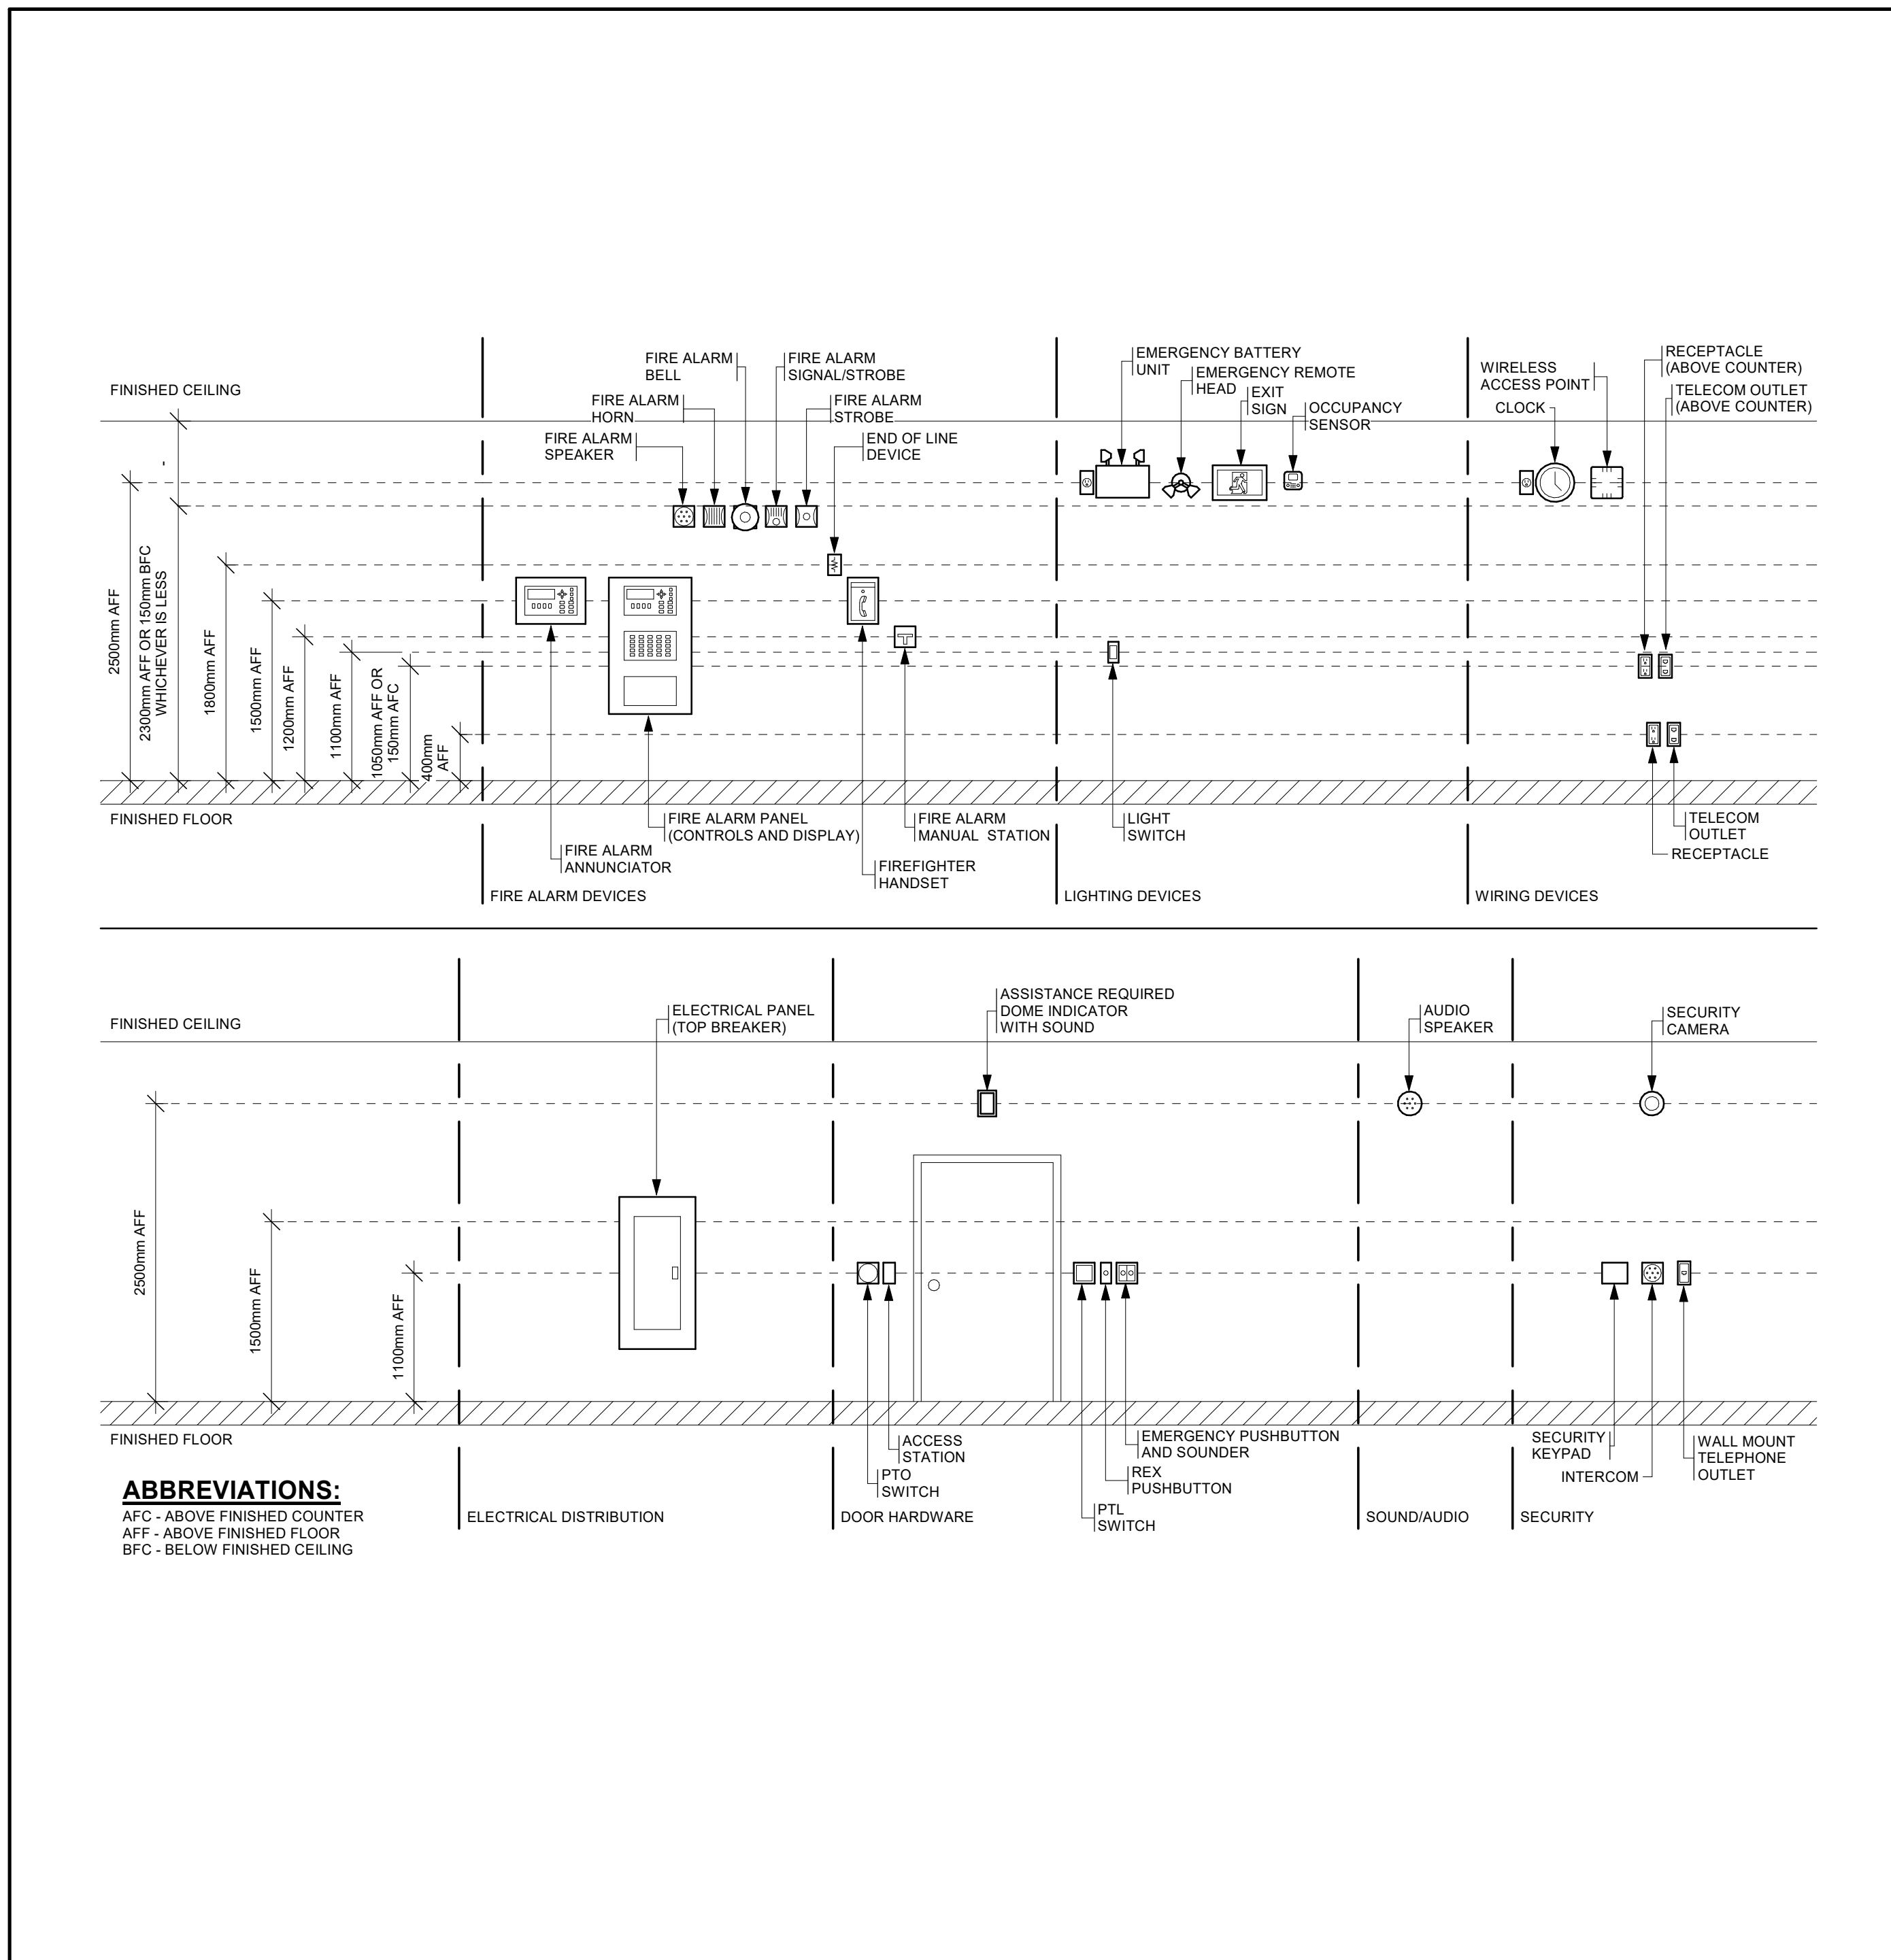 FINISHED CEILING
FIRE ALARM
BELL
FIRE ALARM
SIGNAL/STROBE
FIRE ALARM
HORN
FIRE ALARM
STROBE
FIRE ALARM
SPEAKER
END OF LINE
DEVICE
EMERGENCY BATTERY
UNIT
EMERGENCY REMOTE
HEAD
EXIT
SIGN
OCCUPANCY
SENSOR
WIRELESS
ACCESS POINT
CLOCK
RECEPTACLE
(ABOVE COUNTER)
TELECOM OUTLET
(ABOVE COUNTER)
2500mm AFF
2300mm AFF OR 150mm BFC
WHICHEVER IS LESS
1800mm AFF
1500mm AFF
1200mm AFF
1100mm AFF
1050mm AFF OR
150mm AFC
400mm
AFF
FINISHED FLOOR
FIRE ALARM
ANNUNCIATOR
FIRE ALARM PANEL
(CONTROLS AND DISPLAY)
FIREFIGHTER
HANDSET
FIRE ALARM
MANUAL STATION
LIGHT
SWITCH
TELECOM
OUTLET
RECEPTACLE
FIRE ALARM DEVICES
LIGHTING DEVICES
WIRING DEVICES
FINISHED CEILING
ELECTRICAL PANEL
(TOP BREAKER)
ASSISTANCE REQUIRED
DOME INDICATOR
WITH SOUND
AUDIO
SPEAKER
SECURITY
CAMERA
2500mm AFF
1500mm AFF
1100mm AFF
FINISHED FLOOR
ACCESS
STATION
PTO
SWITCH
EMERGENCY PUSHBUTTON
AND SOUNDER
REX
PUSHBUTTON
PTL
SWITCH
SECURITY
KEYPAD
INTERCOM
WALL MOUNT
TELEPHONE
OUTLET
ELECTRICAL DISTRIBUTION
DOOR HARDWARE
SOUND/AUDIO
SECURITY
ABBREVIATIONS:
AFC - ABOVE FINISHED COUNTER
AFF - ABOVE FINISHED FLOOR
BFC - BELOW FINISHED CEILING